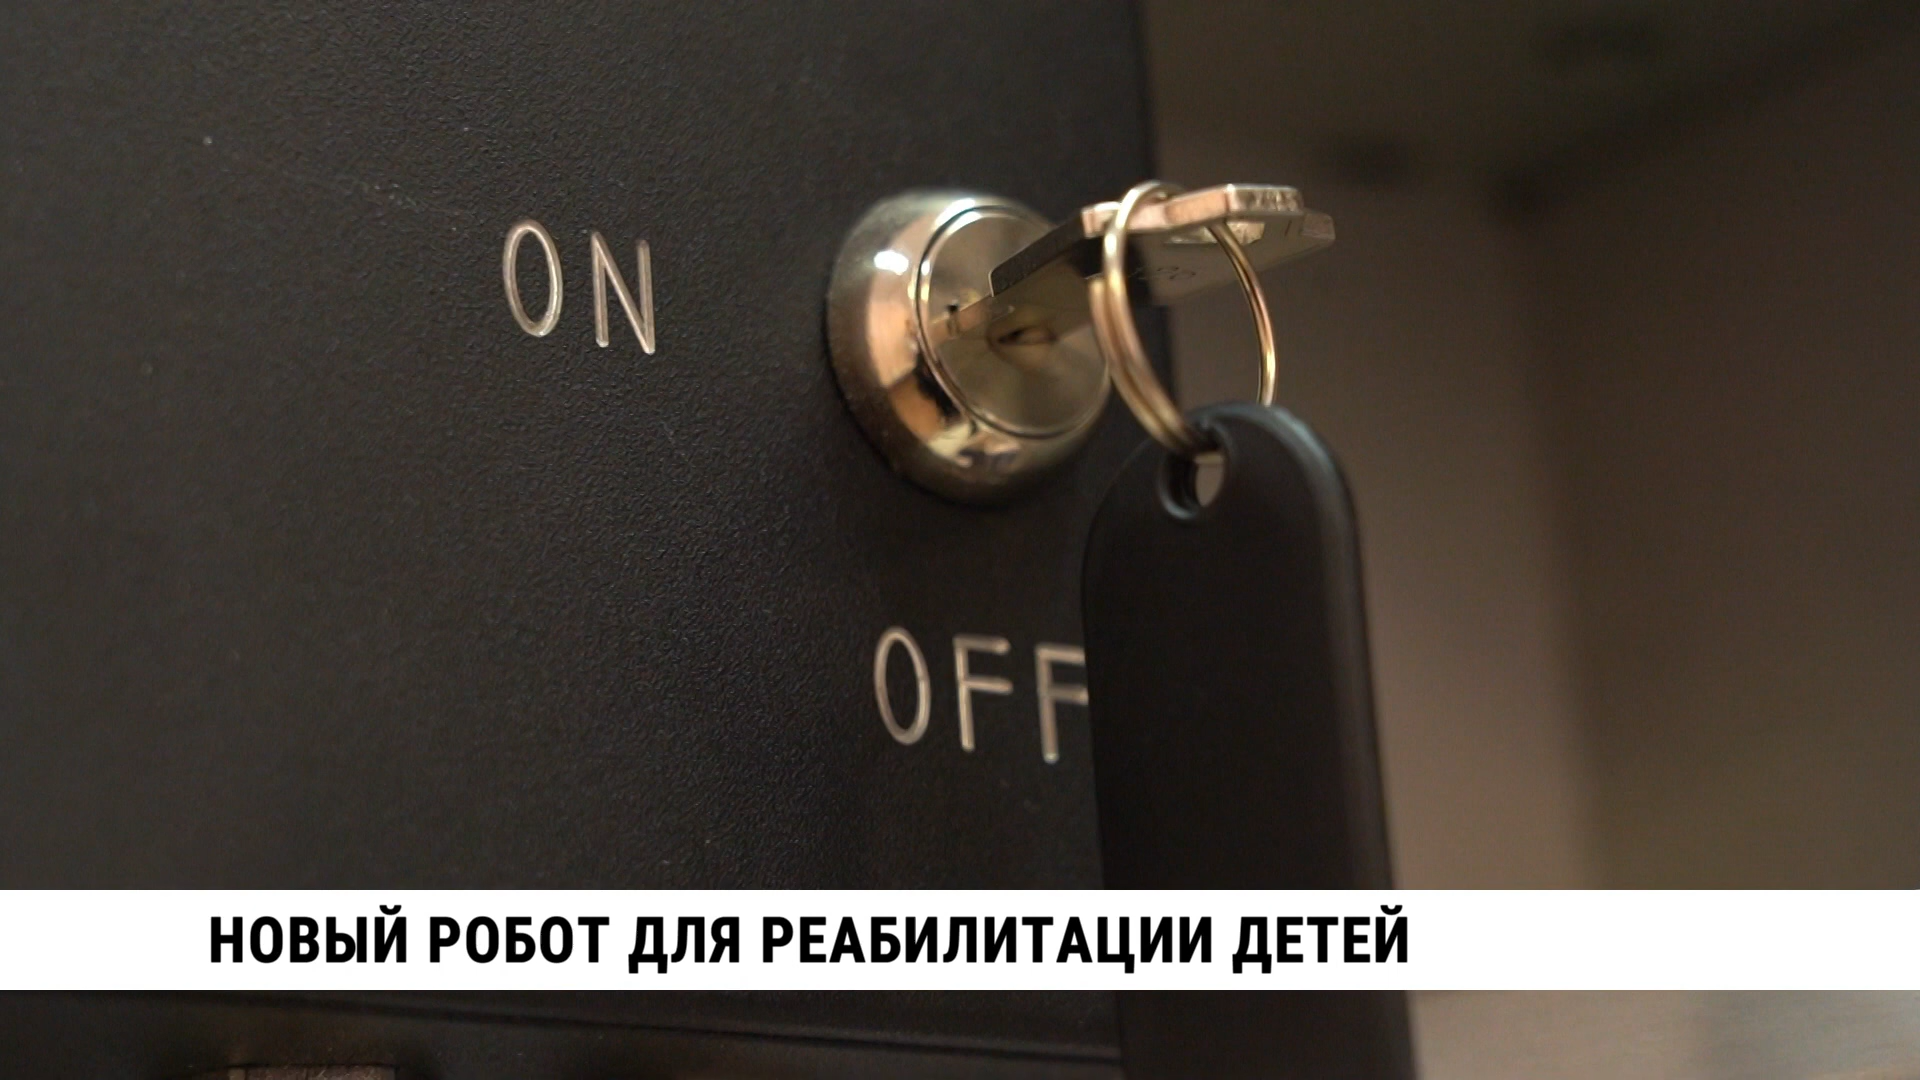 ON
OFF
НОВЫЙ РОБОТ ДЛЯ РЕАБИЛИТАЦИИ ДЕТЕЙ